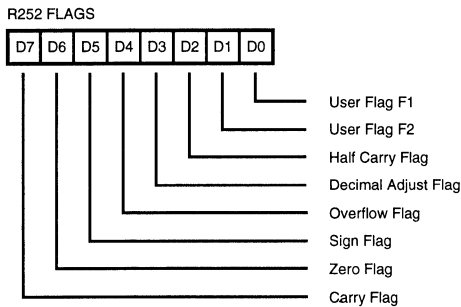 R252 FLAGS
D7 D6 D5 D4 D3 D2 D1 D0
User Flag F1
User Flag F2
Half Carry Flag
Decimal Adjust Flag
Overflow Flag
Sign Flag
Zero Flag
Carry Flag